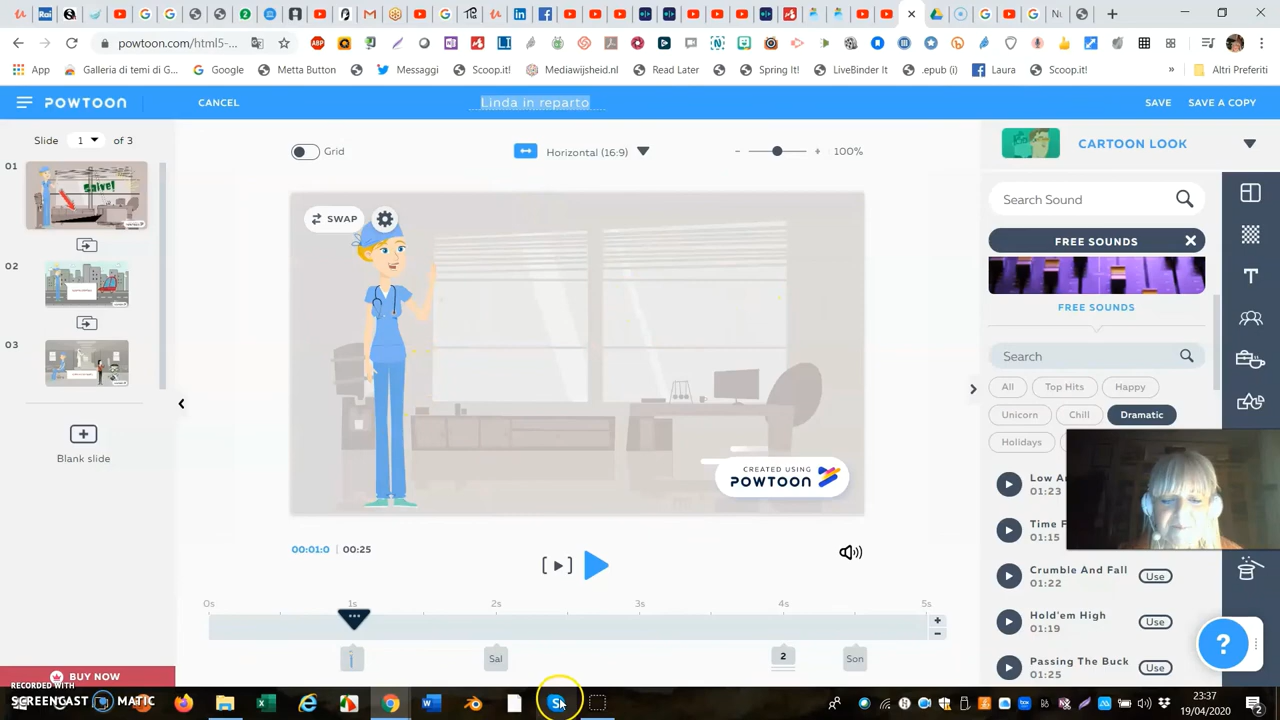 powtoon.com/html5-...
App
Galleria di temi di G...
Google
Metta Button
Messaggi
Scoop.it!
Mediawijsheid.nl
Read Later
Spring It!
LiveBinder It
.epub (i)
Laura
Scoop.it!
»
Altri Preferiti
POWTOON
CANCEL
Linda in reparto
SAVE
SAVE A COPY
Slide 1 of 3
Grid
Horizontal (16:9)
- + 100%
CARTOON LOOK
01
Salve!
Search Sound
SWAP
FREE SOUNDS
02
FREE SOUNDS
03
Search
All
Top Hits
Happy
Unicorn
Chill
Dramatic
Holidays
Blank slide
CREATED USING
POWTOON
Low A
01:23
Time F
01:15
00:01:0 | 00:25
Crumble And Fall
01:22
Use
0s 1s 2s 3s 4s 5s
Hold'em High
01:19
Use
Sal
2
Son
Passing The Buck
01:25
Use
?
BUY NOW
RECORDED WITH
SCREENCAST MATIC
23:37
19/04/2020
2